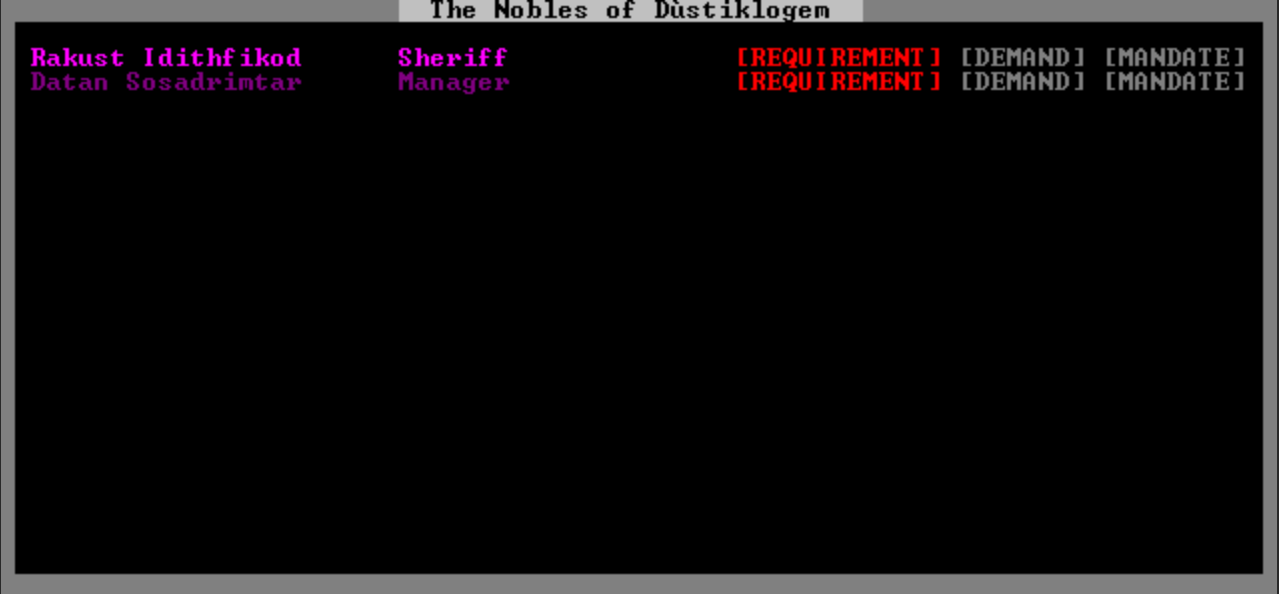 The Nobles of Dùstiklogem
Rakust Idithfikod Sheriff [REQUIREMENT] [DEMAND] [MANDATE]
Datan Sosadrimtar Manager [REQUIREMENT] [DEMAND] [MANDATE]